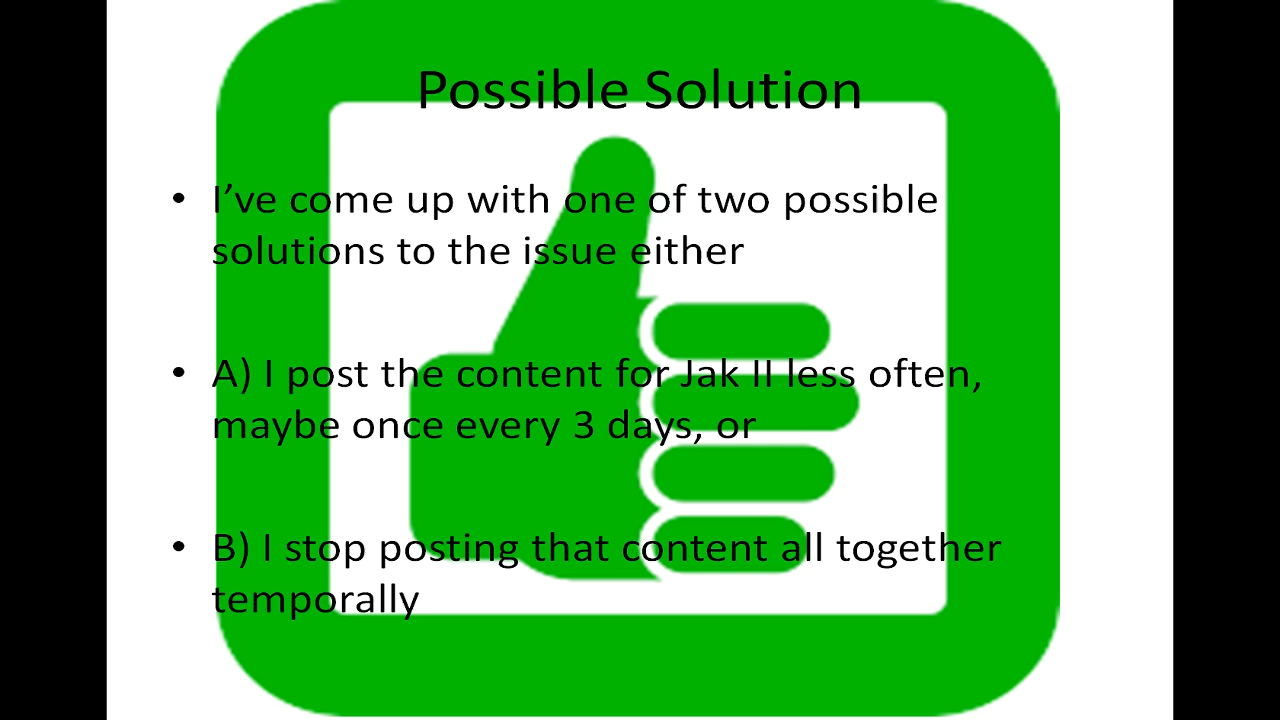 Possible Solution
• I’ve come up with one of two possible
solutions to the issue either
• A) I post the content for Jak II less often,
maybe once every 3 days, or
• B) I stop posting that content all together
temporally